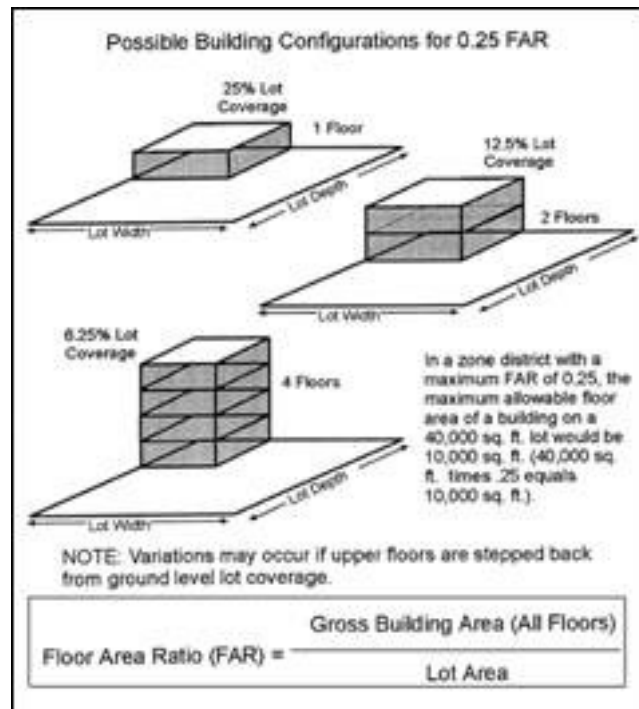 Possible Building Configurations for 0.25 FAR
25% Lot
Coverage
1 Floor
Lot Depth
Lot Width
12.5% Lot
Coverage
2 Floors
Lot Depth
Lot Width
6.25% Lot
Coverage
4 Floors
Lot Depth
Lot Width
In a zone district with a
maximum FAR of 0.25, the
maximum allowable floor
area of a building on a
40,000 sq. ft. lot would be
10,000 sq. ft. (40,000 sq.
ft. times .25 equals
10,000 sq. ft.).
NOTE: Variations may occur if upper floors are stepped back
from ground level lot coverage.
Gross Building Area (All Floors)
Floor Area Ratio (FAR) =
Lot Area